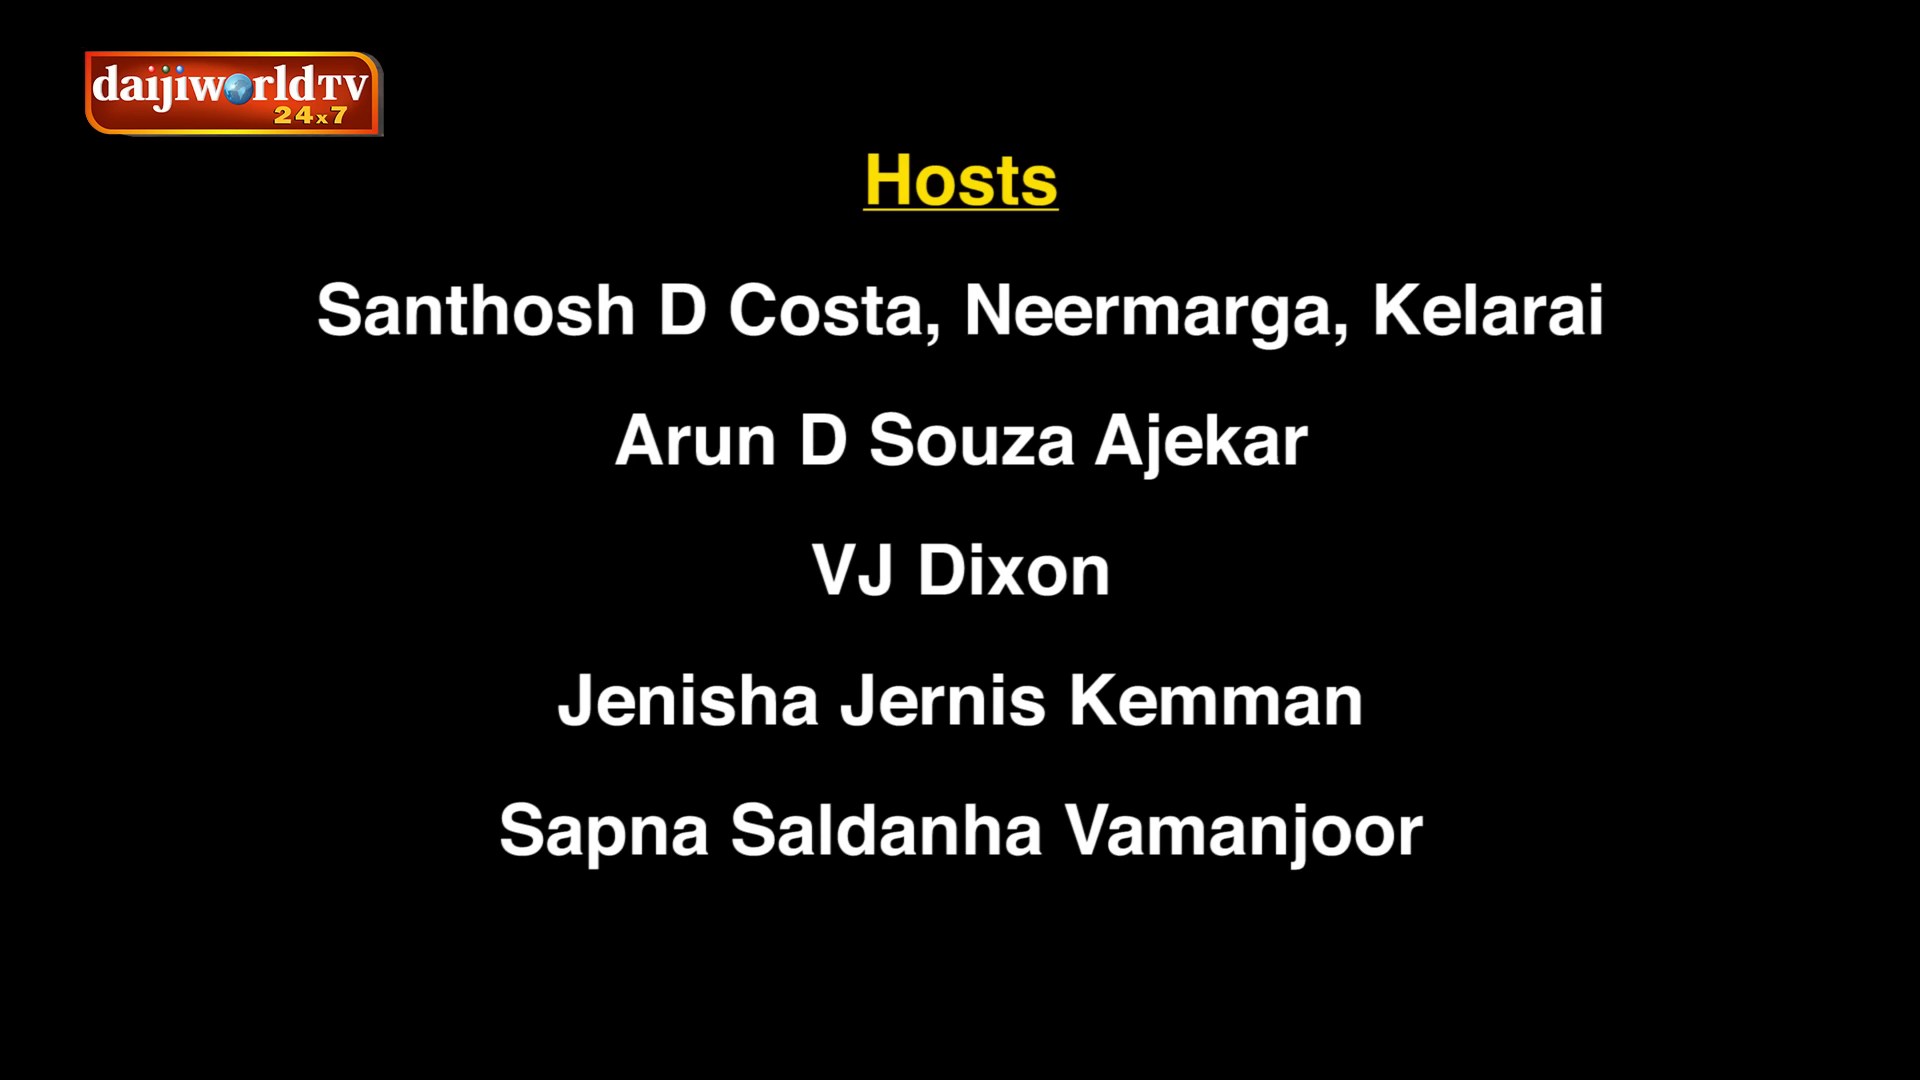 daijiworldTV
24x7
Hosts
Santhosh D Costa, Neermarga, Kelarai
Arun D Souza Ajekar
VJ Dixon
Jenisha Jernis Kemman
Sapna Saldanha Vamanjoor